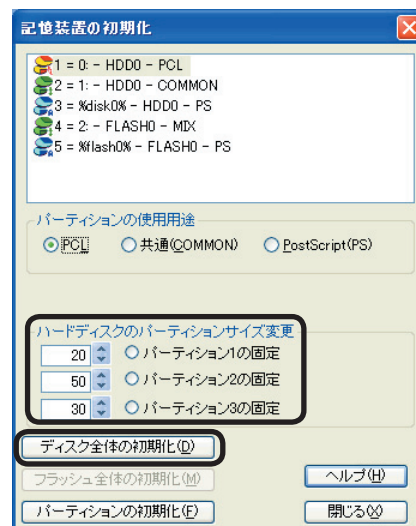 記憶装置の初期化
1 = 0: - HDD0 - PCL
2 = 1: - HDD0 - COMMON
3 = %disk0% - HDD0 - PS
4 = 2: - FLASH0 - MIX
5 = %flash0% - FLASH0 - PS
パーティションの使用用途
PCL 共通(COMMON) PostScript(PS)
ハードディスクのパーティションサイズ変更
20 パーティション1の固定
50 パーティション2の固定
30 パーティション3の固定
ディスク全体の初期化(D)
フラッシュ全体の初期化(M) ヘルプ(H)
パーティションの初期化(F) 閉じる(X)